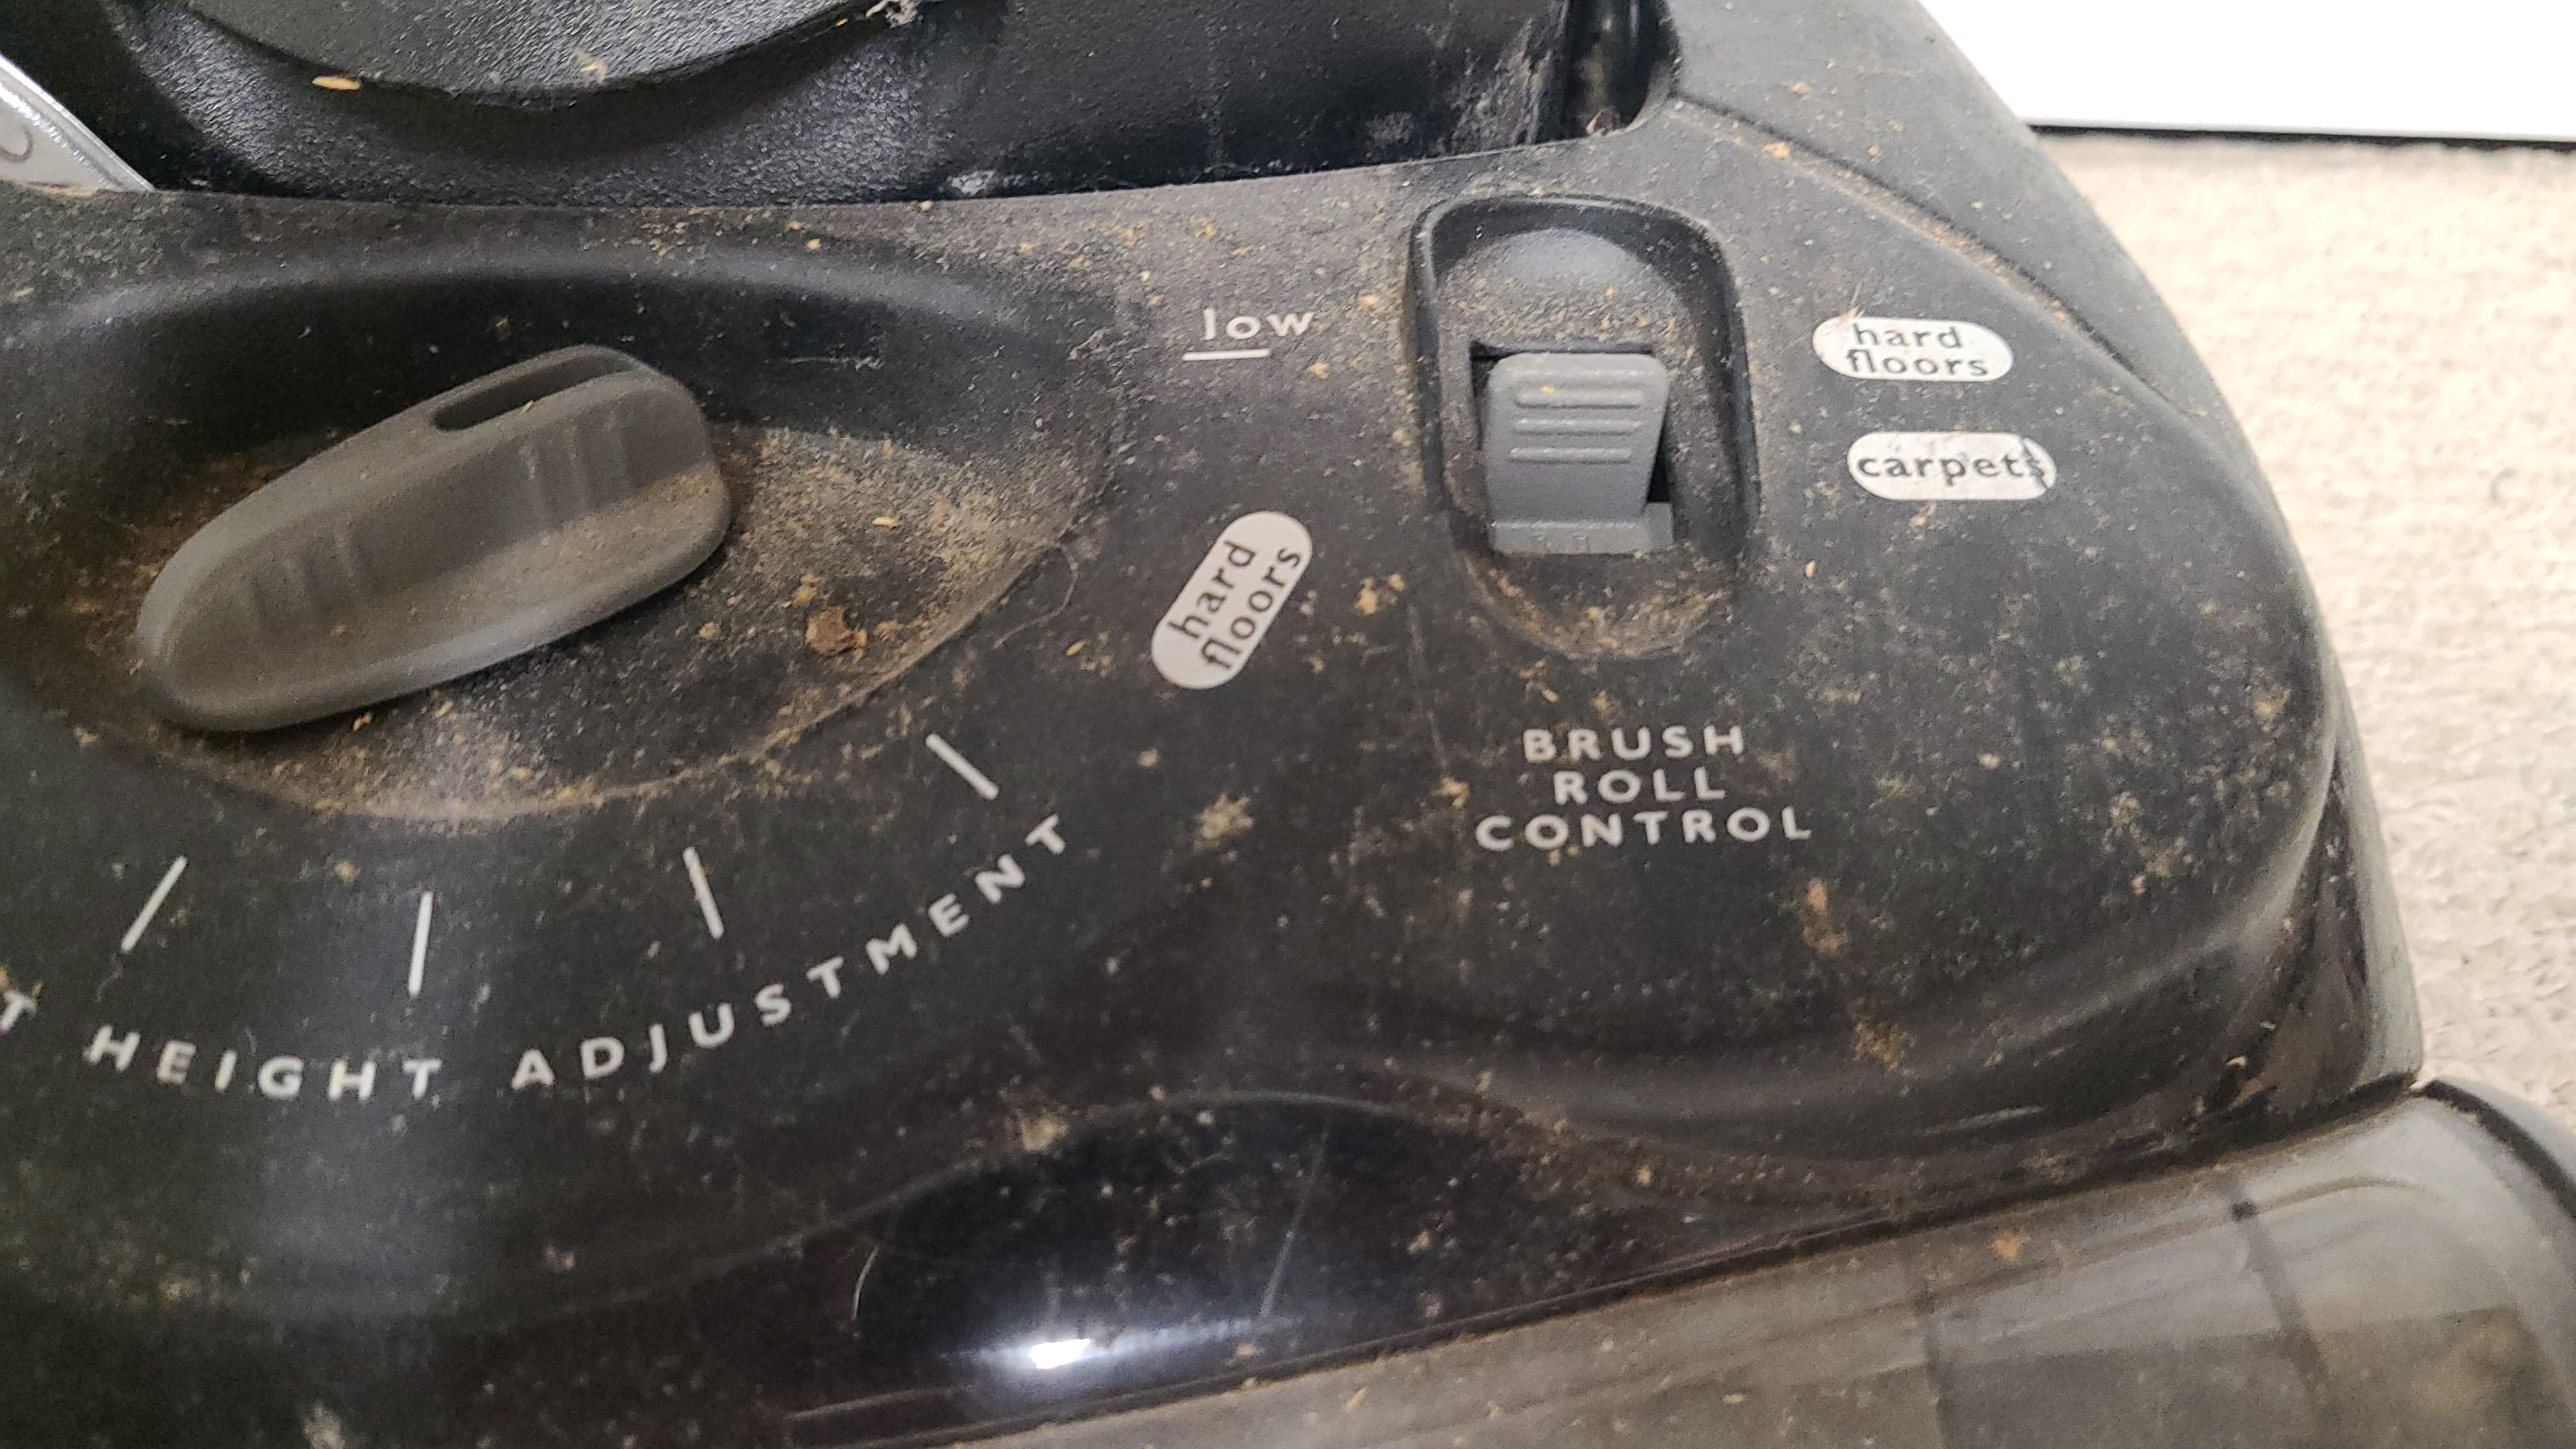 low
hard
floors
carpets
hard
floors
BRUSH
ROLL
CONTROL
T HEIGHT ADJUSTMENT